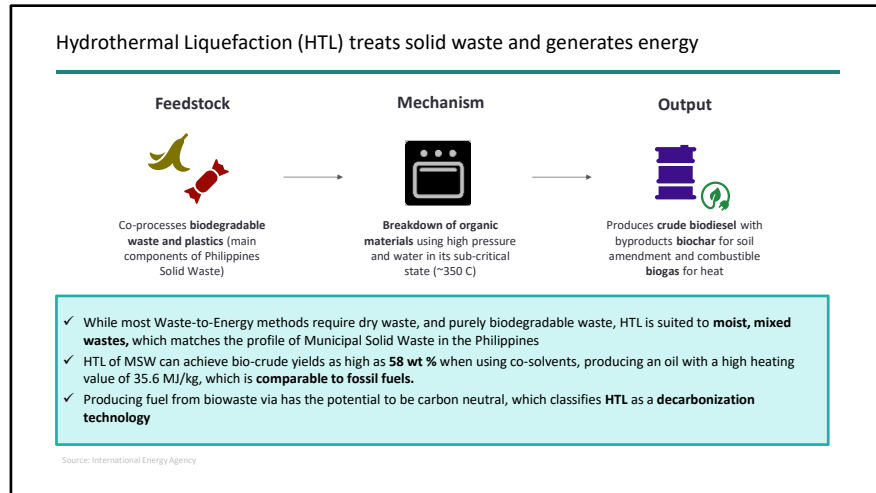 Hydrothermal Liquefaction (HTL) treats solid waste and generates energy
Feedstock
Mechanism
Output
Co-processes biodegradable
waste and plastics (main
components of Philippines
Solid Waste)
Breakdown of organic
materials using high pressure
and water in its sub-critical
state (~350 C)
Produces crude biodiesel with
byproducts biochar for soil
amendment and combustible
biogas for heat
✓ While most Waste-to-Energy methods require dry waste, and purely biodegradable waste, HTL is suited to moist, mixed
wastes, which matches the profile of Municipal Solid Waste in the Philippines
✓ HTL of MSW can achieve bio-crude yields as high as 58 wt % when using co-solvents, producing an oil with a high heating
value of 35.6 MJ/kg, which is comparable to fossil fuels.
✓ Producing fuel from biowaste via has the potential to be carbon neutral, which classifies HTL as a decarbonization
technology
Source: International Energy Agency